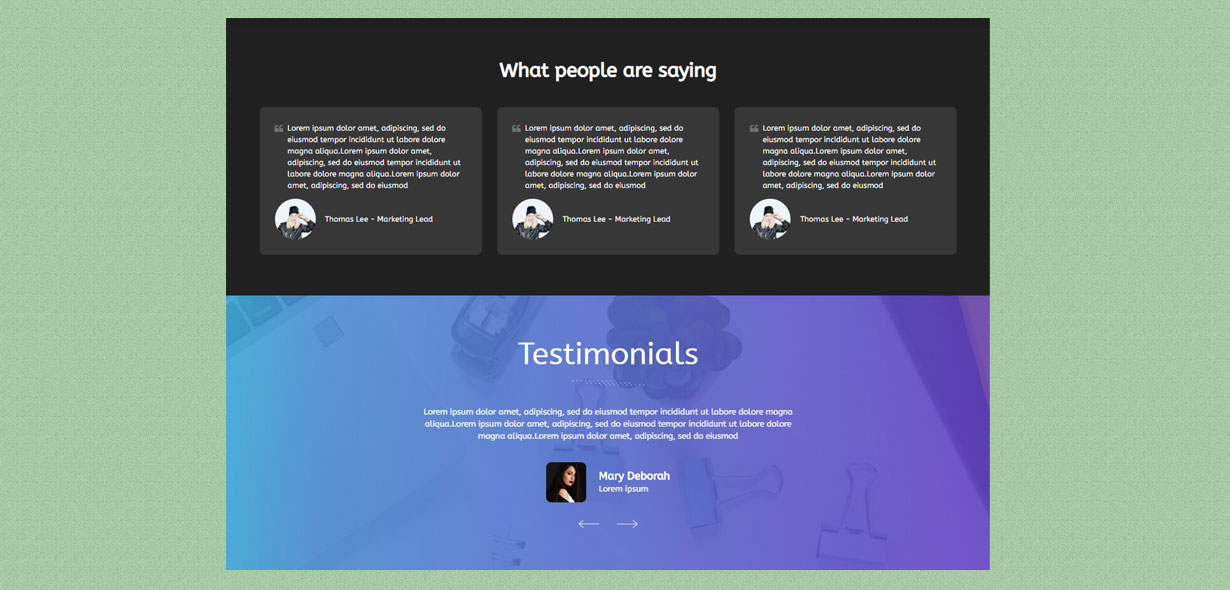 What people are saying
Lorem ipsum dolor amet, adipiscing, sed do
eiusmod tempor incididunt ut labore dolore
magna aliqua.Lorem ipsum dolor amet,
adipiscing, sed do eiusmod tempor incididunt ut
labore dolore magna aliqua.Lorem ipsum dolor
amet, adipiscing, sed do eiusmod
Thomas Lee - Marketing Lead
Lorem ipsum dolor amet, adipiscing, sed do
eiusmod tempor incididunt ut labore dolore
magna aliqua.Lorem ipsum dolor amet,
adipiscing, sed do eiusmod tempor incididunt ut
labore dolore magna aliqua.Lorem ipsum dolor
amet, adipiscing, sed do eiusmod
Thomas Lee - Marketing Lead
Lorem ipsum dolor amet, adipiscing, sed do
eiusmod tempor incididunt ut labore dolore
magna aliqua.Lorem ipsum dolor amet,
adipiscing, sed do eiusmod tempor incididunt ut
labore dolore magna aliqua.Lorem ipsum dolor
amet, adipiscing, sed do eiusmod
Thomas Lee - Marketing Lead
Testimonials
Lorem ipsum dolor amet, adipiscing, sed do eiusmod tempor incididunt ut labore dolore magna
aliqua.Lorem ipsum dolor amet, adipiscing, sed do eiusmod tempor incididunt ut labore dolore
magna aliqua.Lorem ipsum dolor amet, adipiscing, sed do eiusmod
Mary Deborah
Lorem ipsum